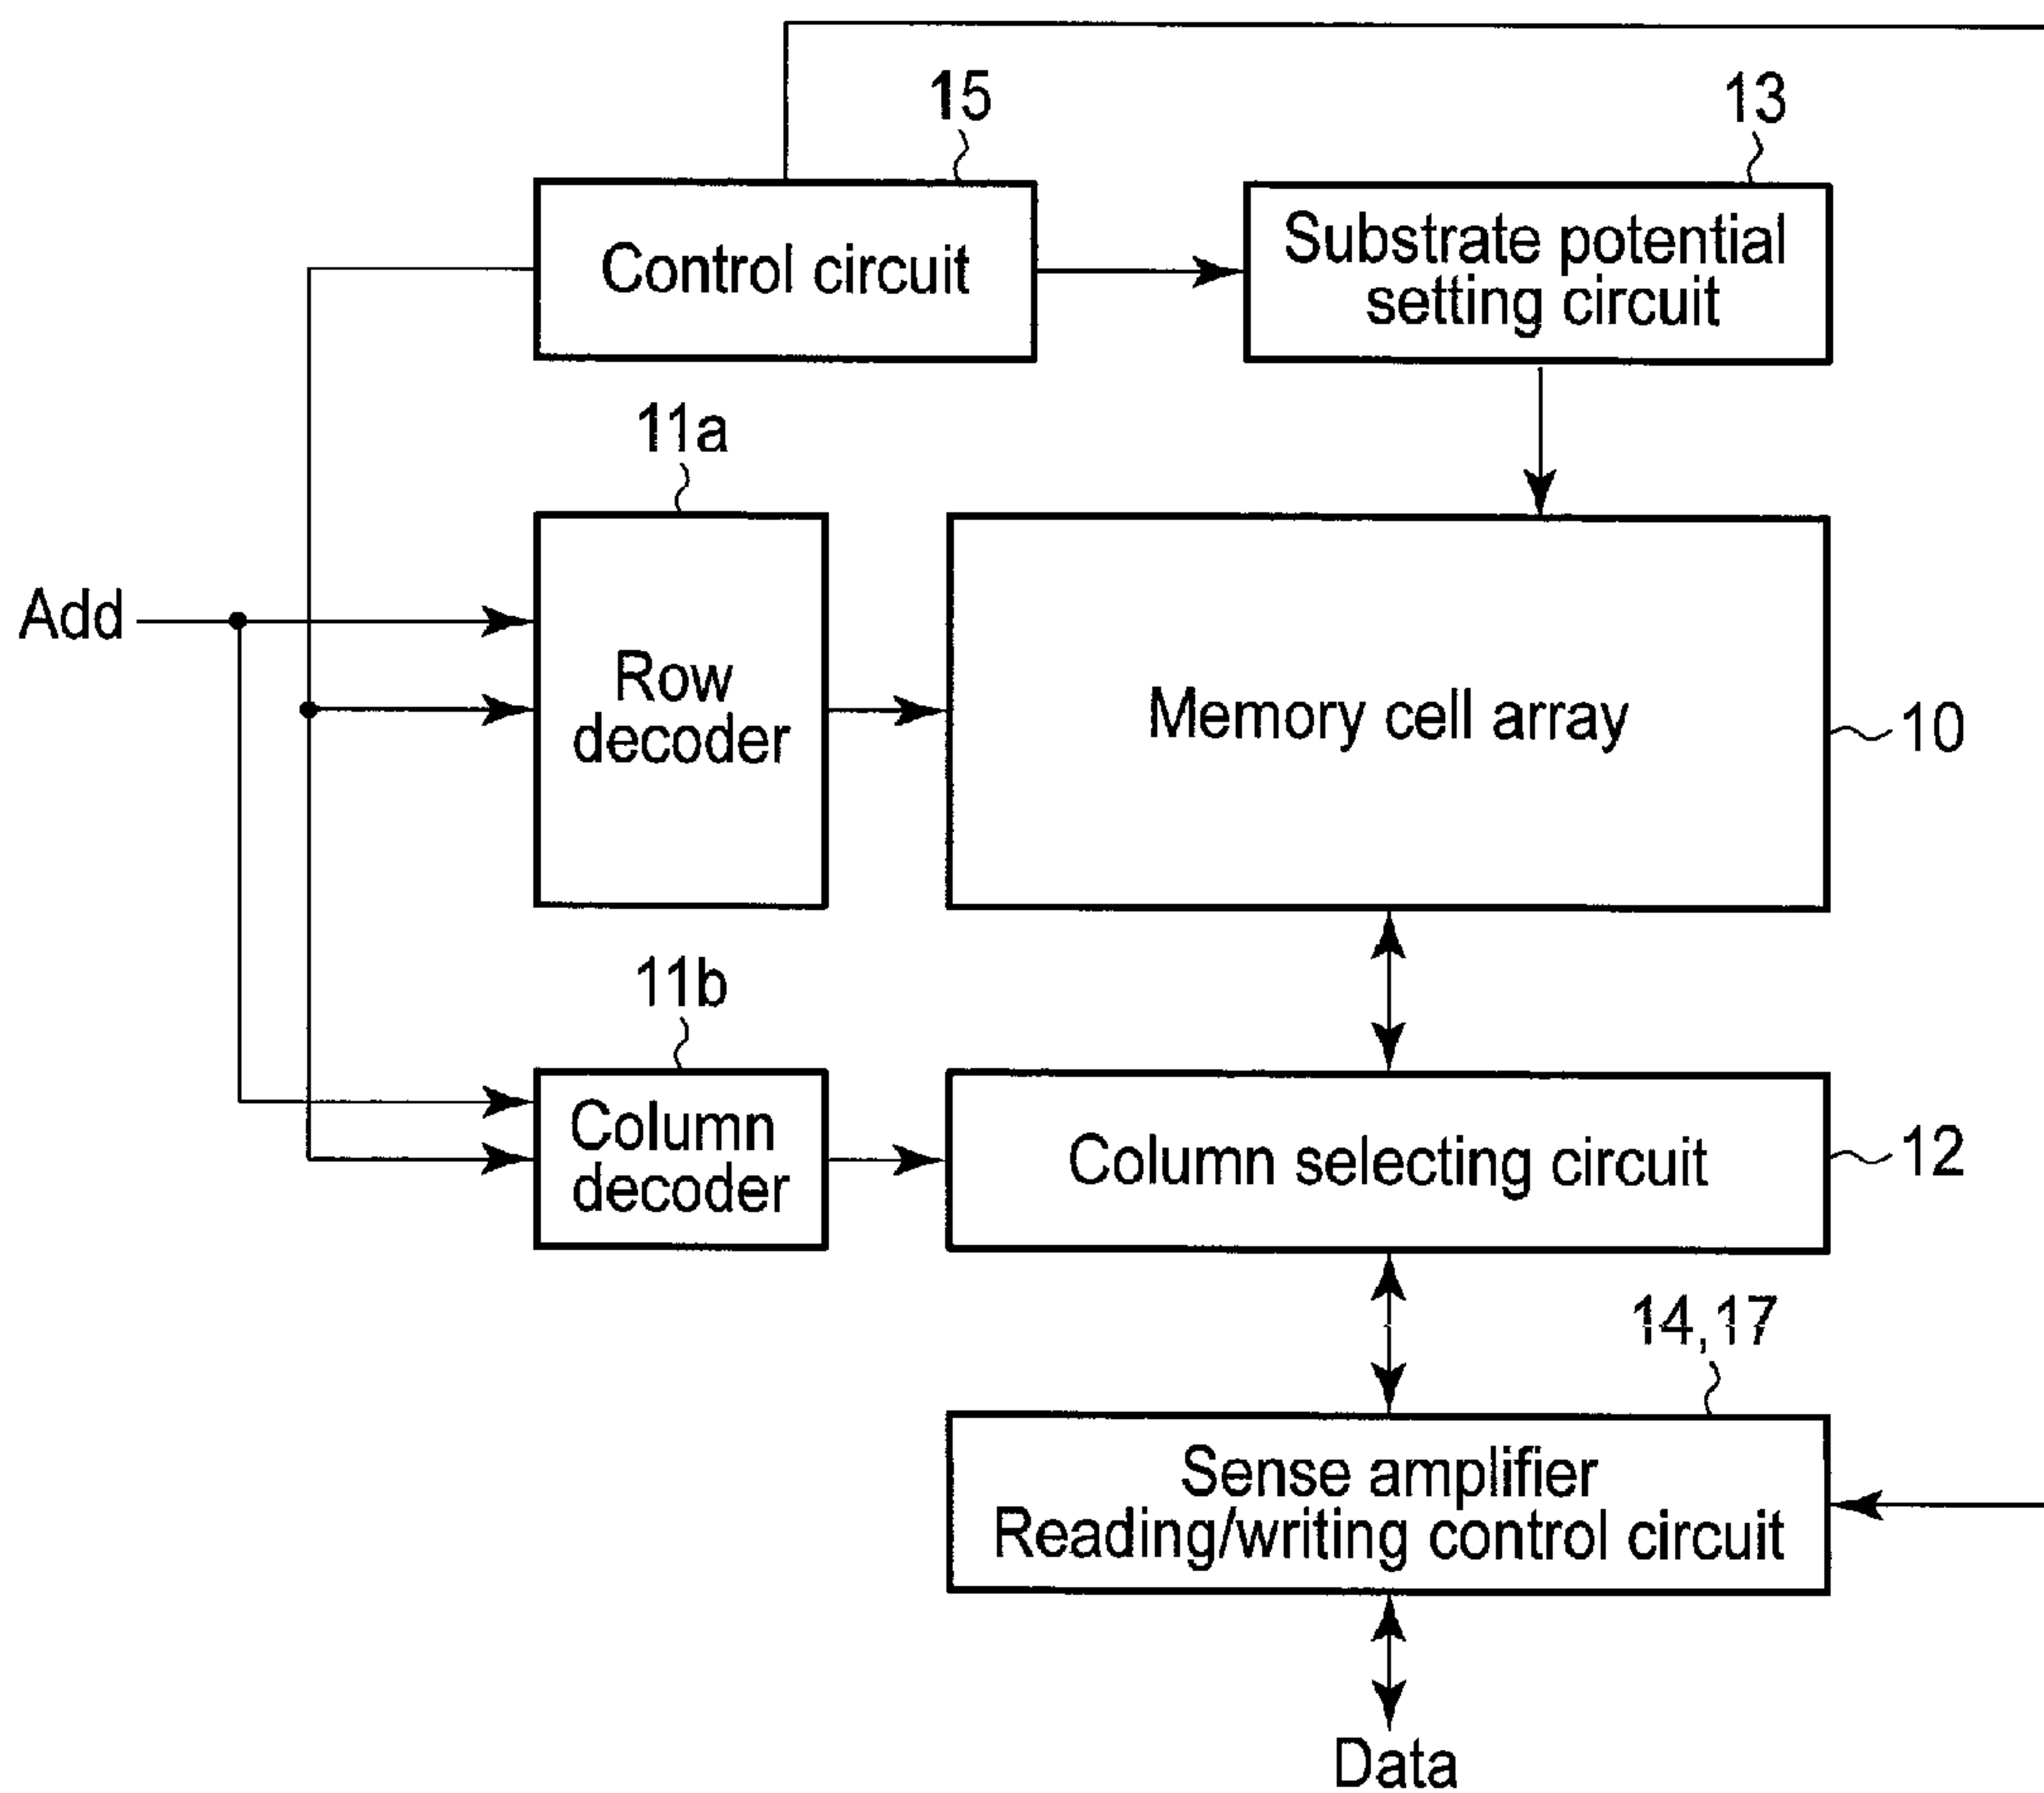 15
13
Control circuit
Substrate potential
setting circuit
11a
Add
Row
decoder
Memory cell array
10
11b
Column
decoder
Column selecting circuit
12
14,17
Sense amplifier
Reading/writing control circuit
Data